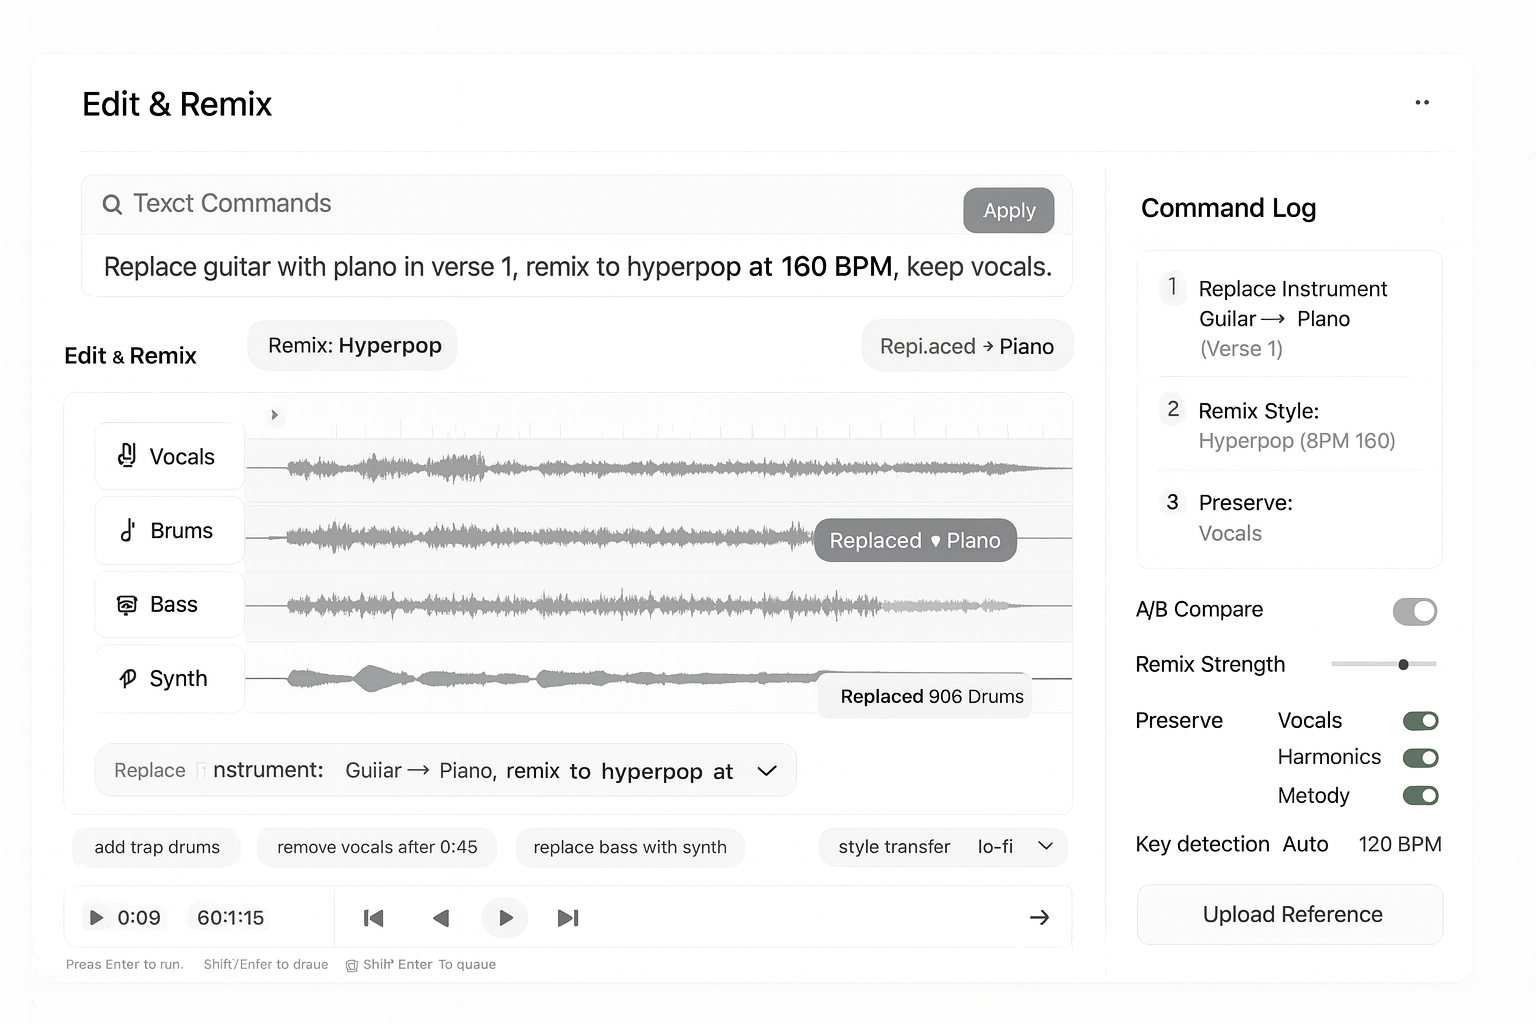 Edit & Remix
Texct Commands
Apply
Replace guitar with plano in verse 1, remix to hyperpop at 160 BPM, keep vocals.
Edit & Remix
Remix: Hyperpop
Repi.aced → Piano
Vocals
Brums
Replaced Plano
Bass
Synth
Replaced 906 Drums
Replace nstrument: Guiiar → Piano, remix to hyperpop at
add trap drums
remove vocals after 0:45
replace bass with synth
style transfer lo-fi
0:09
60:1:15
Preas Enter to run.
Shift/Enfer to draue
Shih Enter To quaue
Command Log
1 Replace Instrument
Guilar → Plano
(Verse 1)
2 Remix Style:
Hyperpop (8PM 160)
3 Preserve:
Vocals
A/B Compare
Remix Strength
Preserve Vocals
Harmonics
Metody
Key detection Auto 120 BPM
Upload Reference